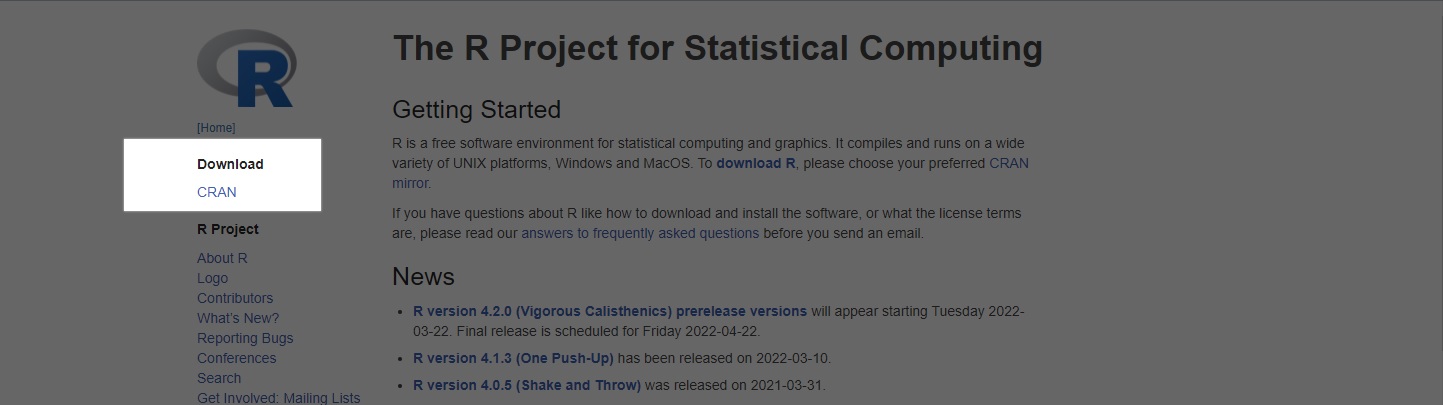 R
[Home]
Download
CRAN
R Project
About R
Logo
Contributors
What's New?
Reporting Bugs
Conferences
Search
Get Involved: Mailing Lists
The R Project for Statistical Computing
Getting Started
R is a free software environment for statistical computing and graphics. It compiles and runs on a wide
variety of UNIX platforms, Windows and MacOS. To download R, please choose your preferred CRAN
mirror.
If you have questions about R like how to download and install the software, or what the license terms
are, please read our answers to frequently asked questions before you send an email.
News
• R version 4.2.0 (Vigorous Calisthenics) prerelease versions will appear starting Tuesday 2022-
03-22. Final release is scheduled for Friday 2022-04-22.
• R version 4.1.3 (One Push-Up) has been released on 2022-03-10.
• R version 4.0.5 (Shake and Throw) was released on 2021-03-31.